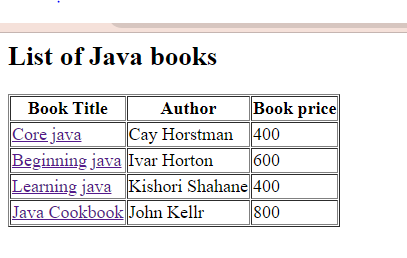 List of Java books
Book Title Author Book price
Core java Cay Horstman 400
Beginning java Ivar Horton 600
Learning java Kishori Shahane 400
Java Cookbook John Kellr 800